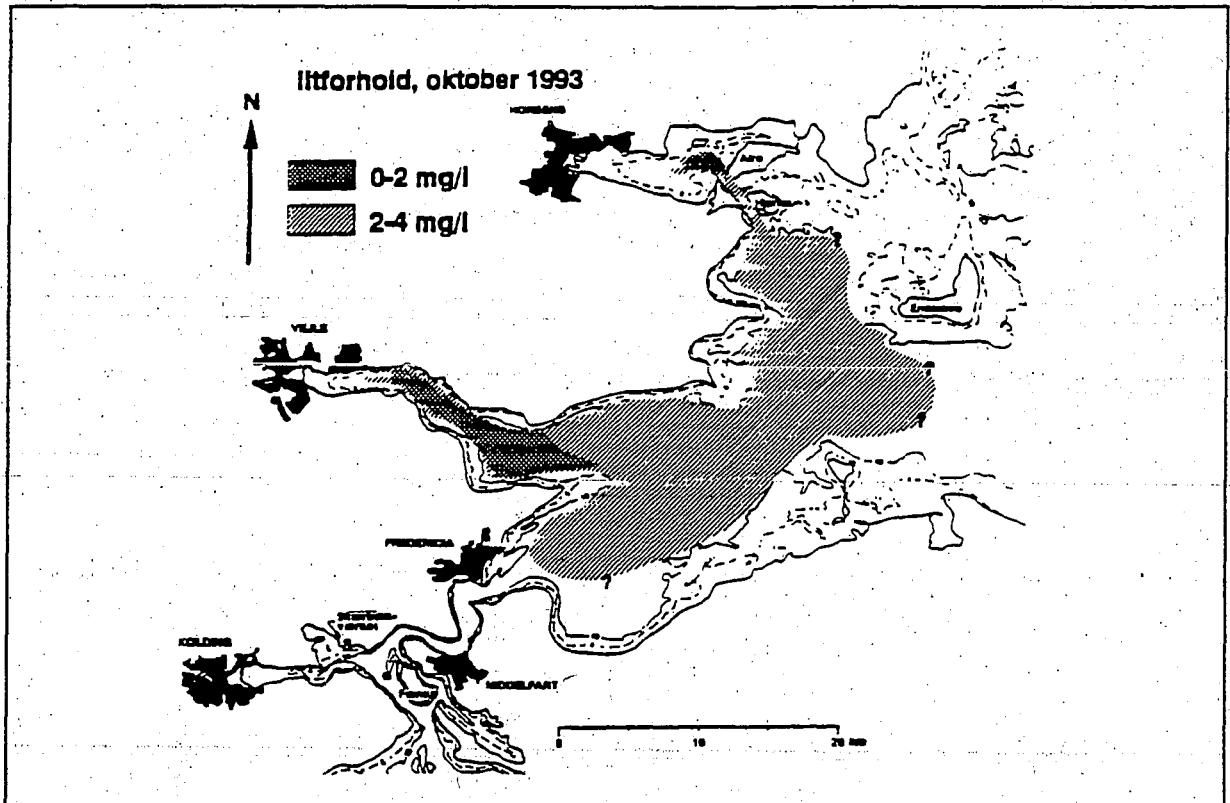 Iltforhold, oktober 1993
N
0-2 mg/l
2-4 mg/l
HORSENS
VEJLE
FREDERICIA
KOLDING
MIDDELFART
0 10 20 km
?
?
?